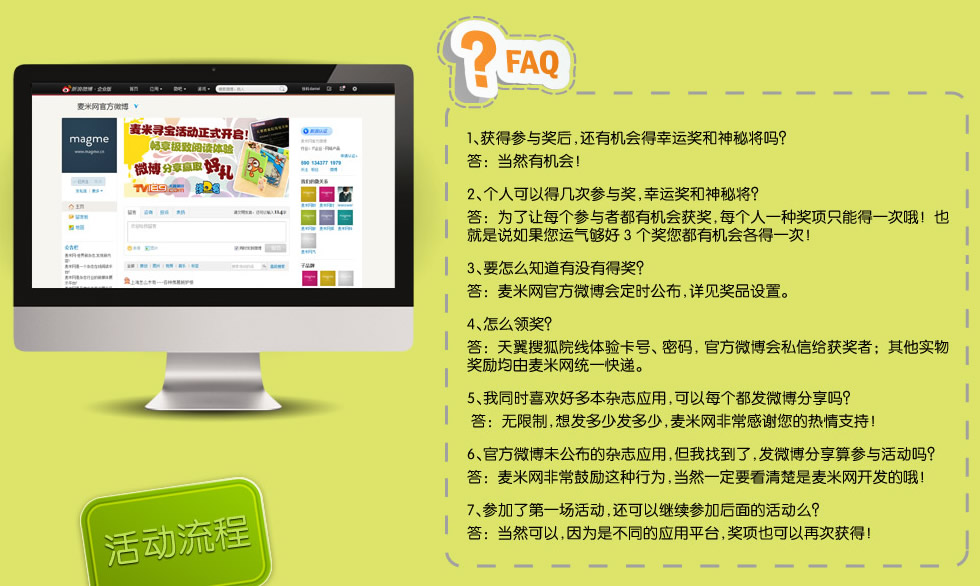 FAQ
新浪微博·企业版
首页
麦米网官方微博
magme
www.magme.cn
麦米寻宝活动正式开启!
畅享极致阅读体验
微博分享赢取好礼
主页
公告栏
1、获得参与奖后,还有机会得幸运奖和神秘将吗?
答: 当然有机会!
2、个人可以得几次参与奖,幸运奖和神秘将?
答: 为了让每个参与者都有机会获奖,每个人一种奖项只能得一次哦! 也
就是说如果您运气够好 3 个奖您都有机会各得一次!
3、要怎么知道有没有得奖?
答: 麦米网官方微博会定时公布,详见奖品设置。
4、怎么领奖?
答: 天翼搜狐院线体验卡号、密码, 官方微博会私信给获奖者; 其他实物
奖励均由麦米网统一快递。
5、我同时喜欢好多本杂志应用,可以每个都发微博分享吗?
答: 无限制,想发多少发多少,麦米网非常感谢您的热情支持!
6、官方微博未公布的杂志应用,但我找到了,发微博分享算参与活动吗?
答: 麦米网非常鼓励这种行为,当然一定要看清楚是麦米网开发的哦!
7、参加了第一场活动,还可以继续参加后面的活动么?
答: 当然可以,因为是不同的应用平台,奖项也可以再次获得!
活动流程